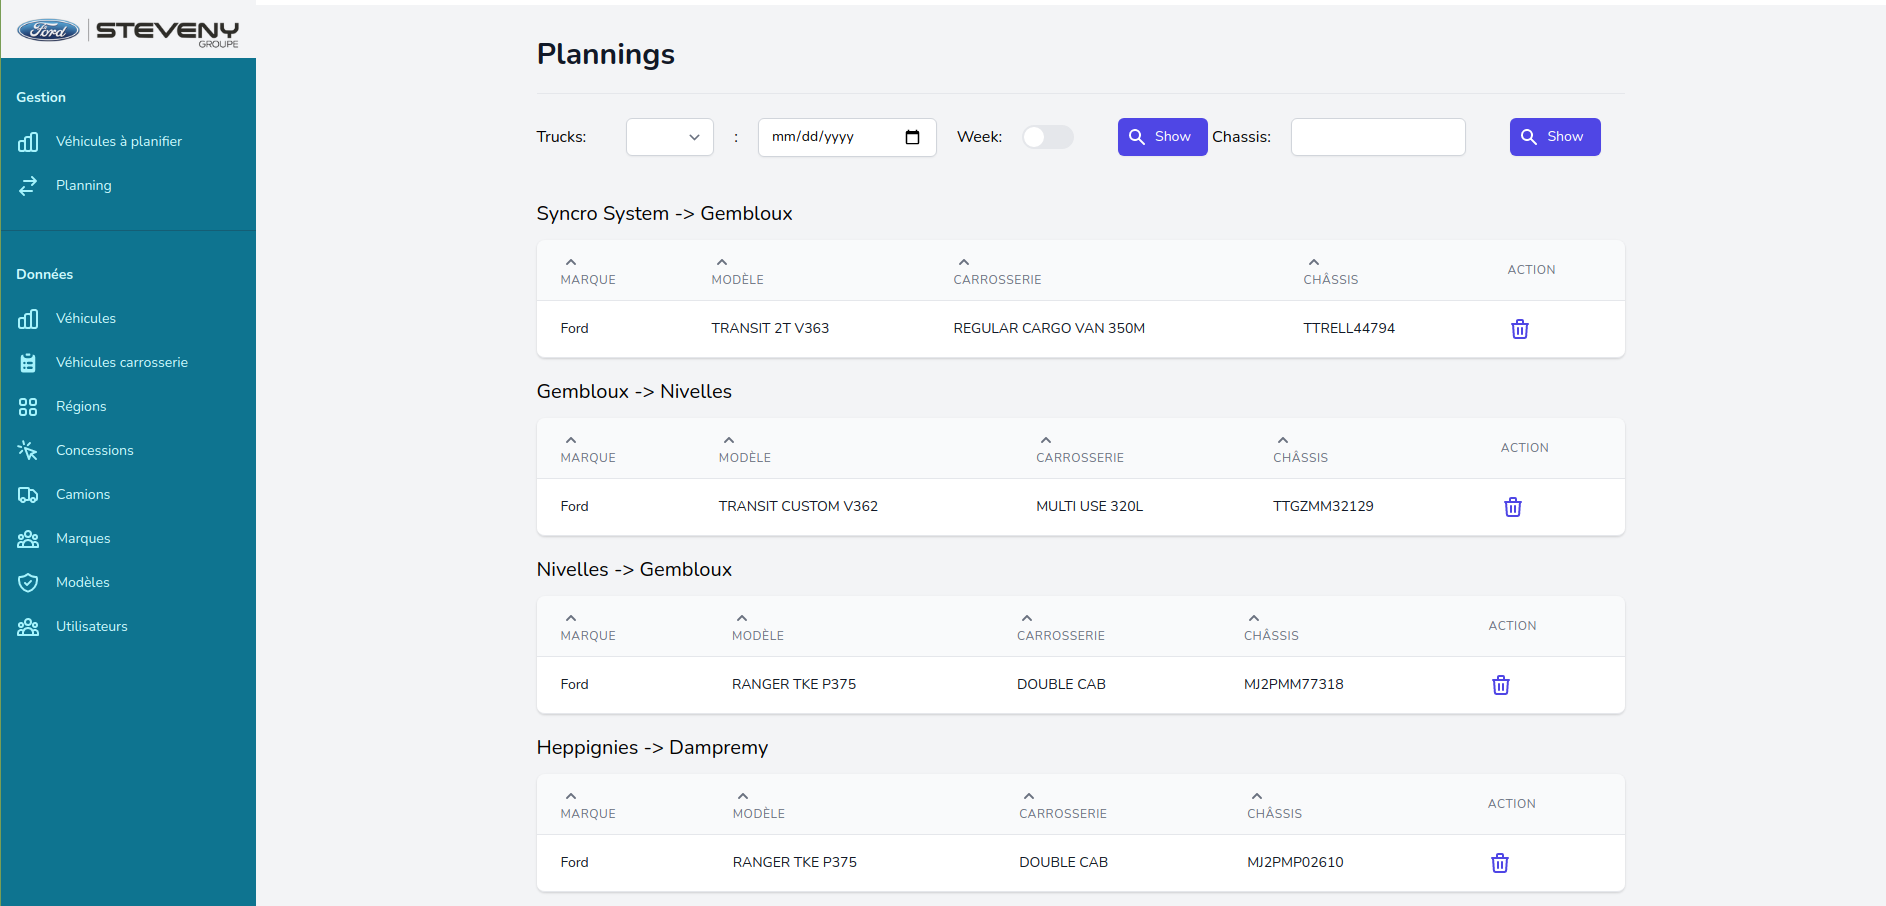 Ford STEVENY
GROUPE
Gestion
Véhicules à planifier
Planning
Données
Véhicules
Véhicules carrosserie
Régions
Concessions
Camions
Marques
Modèles
Utilisateurs
Plannings
Trucks: : mm/dd/yyyy Week: Show Chassis: Show
Syncro System -> Gembloux
MARQUE MODÈLE CARROSSERIE CHÂSSIS ACTION
Ford TRANSIT 2T V363 REGULAR CARGO VAN 350M TTRELL44794
Gembloux -> Nivelles
MARQUE MODÈLE CARROSSERIE CHÂSSIS ACTION
Ford TRANSIT CUSTOM V362 MULTI USE 320L TTGZMM32129
Nivelles -> Gembloux
MARQUE MODÈLE CARROSSERIE CHÂSSIS ACTION
Ford RANGER TKE P375 DOUBLE CAB MJ2PMM77318
Heppignies -> Dampremy
MARQUE MODÈLE CARROSSERIE CHÂSSIS ACTION
Ford RANGER TKE P375 DOUBLE CAB MJ2PMP02610